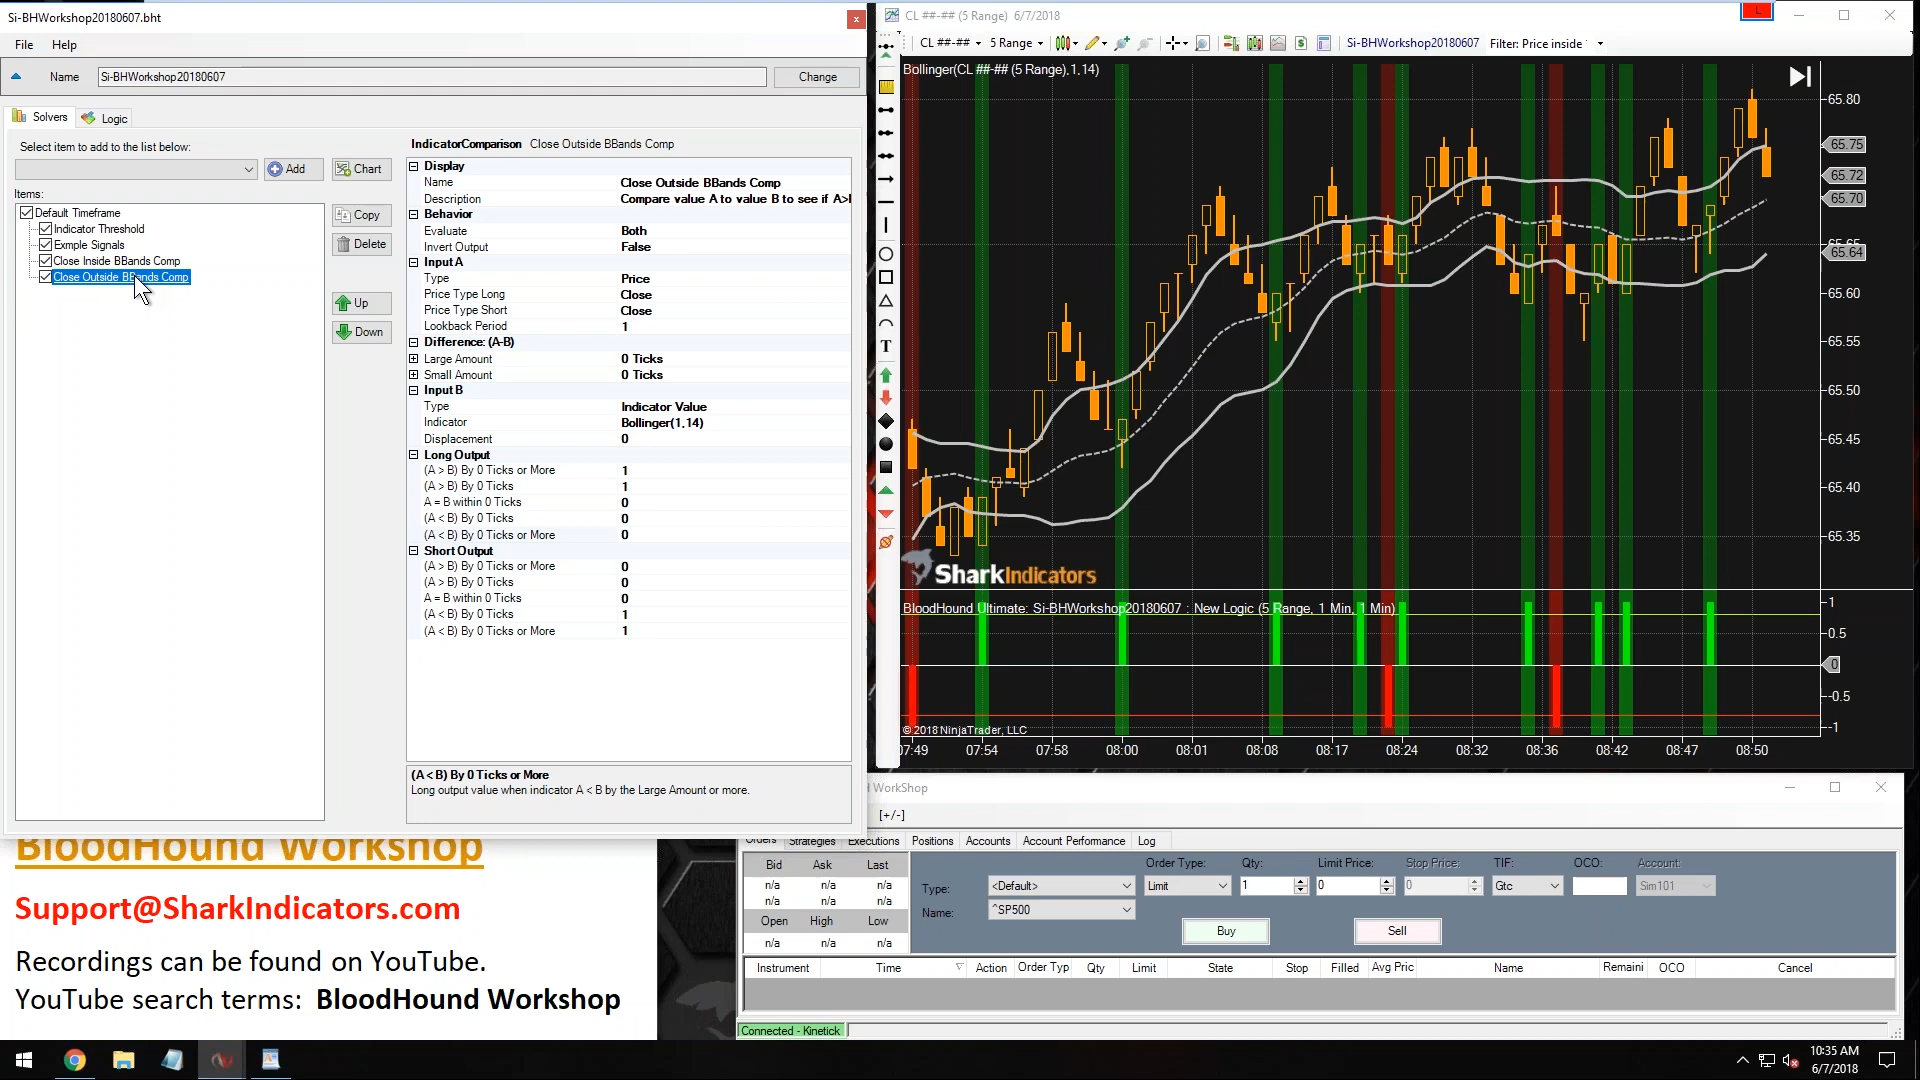 Si-BHWorkshop20180607.bht
File Help
Name Si-BHWorkshop20180607 Change
Solvers Logic
Select item to add to the list below:
Add Chart
Items:
Default Timeframe
Indicator Threshold
Exmple Signals
Close Inside BBands Comp
Close Outside BBands Comp
Copy
Delete
Up
Down
IndicatorComparison Close Outside BBands Comp
Display
Name Close Outside BBands Comp
Description Compare value A to value B to see if A>
Behavior
Evaluate Both
Invert Output False
Input A
Type Price
Price Type Long Close
Price Type Short Close
Lookback Period 1
Difference: (A-B)
Large Amount 0 Ticks
Small Amount 0 Ticks
Input B
Type Indicator Value
Indicator Bollinger(1,14)
Displacement 0
Long Output
(A > B) By 0 Ticks or More 1
(A > B) By 0 Ticks 1
A = B within 0 Ticks 0
(A < B) By 0 Ticks 0
(A < B) By 0 Ticks or More 0
Short Output
(A > B) By 0 Ticks or More 0
(A > B) By 0 Ticks 0
A = B within 0 Ticks 0
(A < B) By 0 Ticks 1
(A < B) By 0 Ticks or More 1
(A < B) By 0 Ticks or More
Long output value when indicator A < B by the Large Amount or more.
CL ##-## (5 Range) 6/7/2018
L
CL ##-## 5 Range Si-BHWorkshop20180607 Filter: Price inside
Bollinger(CL ##-## (5 Range),1,14)
T
65.80
65.75
65.72
65.70
65.65
65.64
65.60
65.55
65.50
65.45
65.40
65.35
SharkIndicators
BloodHound Ultimate: Si-BHWorkshop20180607 : New Logic (5 Range, 1 Min, 1 Min)
1
0.5
0
-0.5
-1
© 2018 NinjaTrader, LLC
07:49 07:54 07:58 08:00 08:01 08:08 08:17 08:24 08:32 08:36 08:42 08:47 08:50
WorkShop
[+/-]
Orders Strategies Executions Positions Accounts Account Performance Log
Bid Ask Last
n/a n/a n/a
n/a n/a n/a
Open High Low
n/a n/a n/a
Order Type: Qty: Limit Price: Stop Price: TIF: OCO: Account:
Type: <Default> Limit 1 0 0 Gtc Sim101
Name: ^SP500
Buy Sell
Instrument Time Action Order Typ Qty Limit State Stop Filled Avg Pric Name Remaini OCO Cancel
Connected - Kinetick
BloodHound Workshop
Support@SharkIndicators.com
Recordings can be found on YouTube.
YouTube search terms: BloodHound Workshop
10:35 AM
6/7/2018